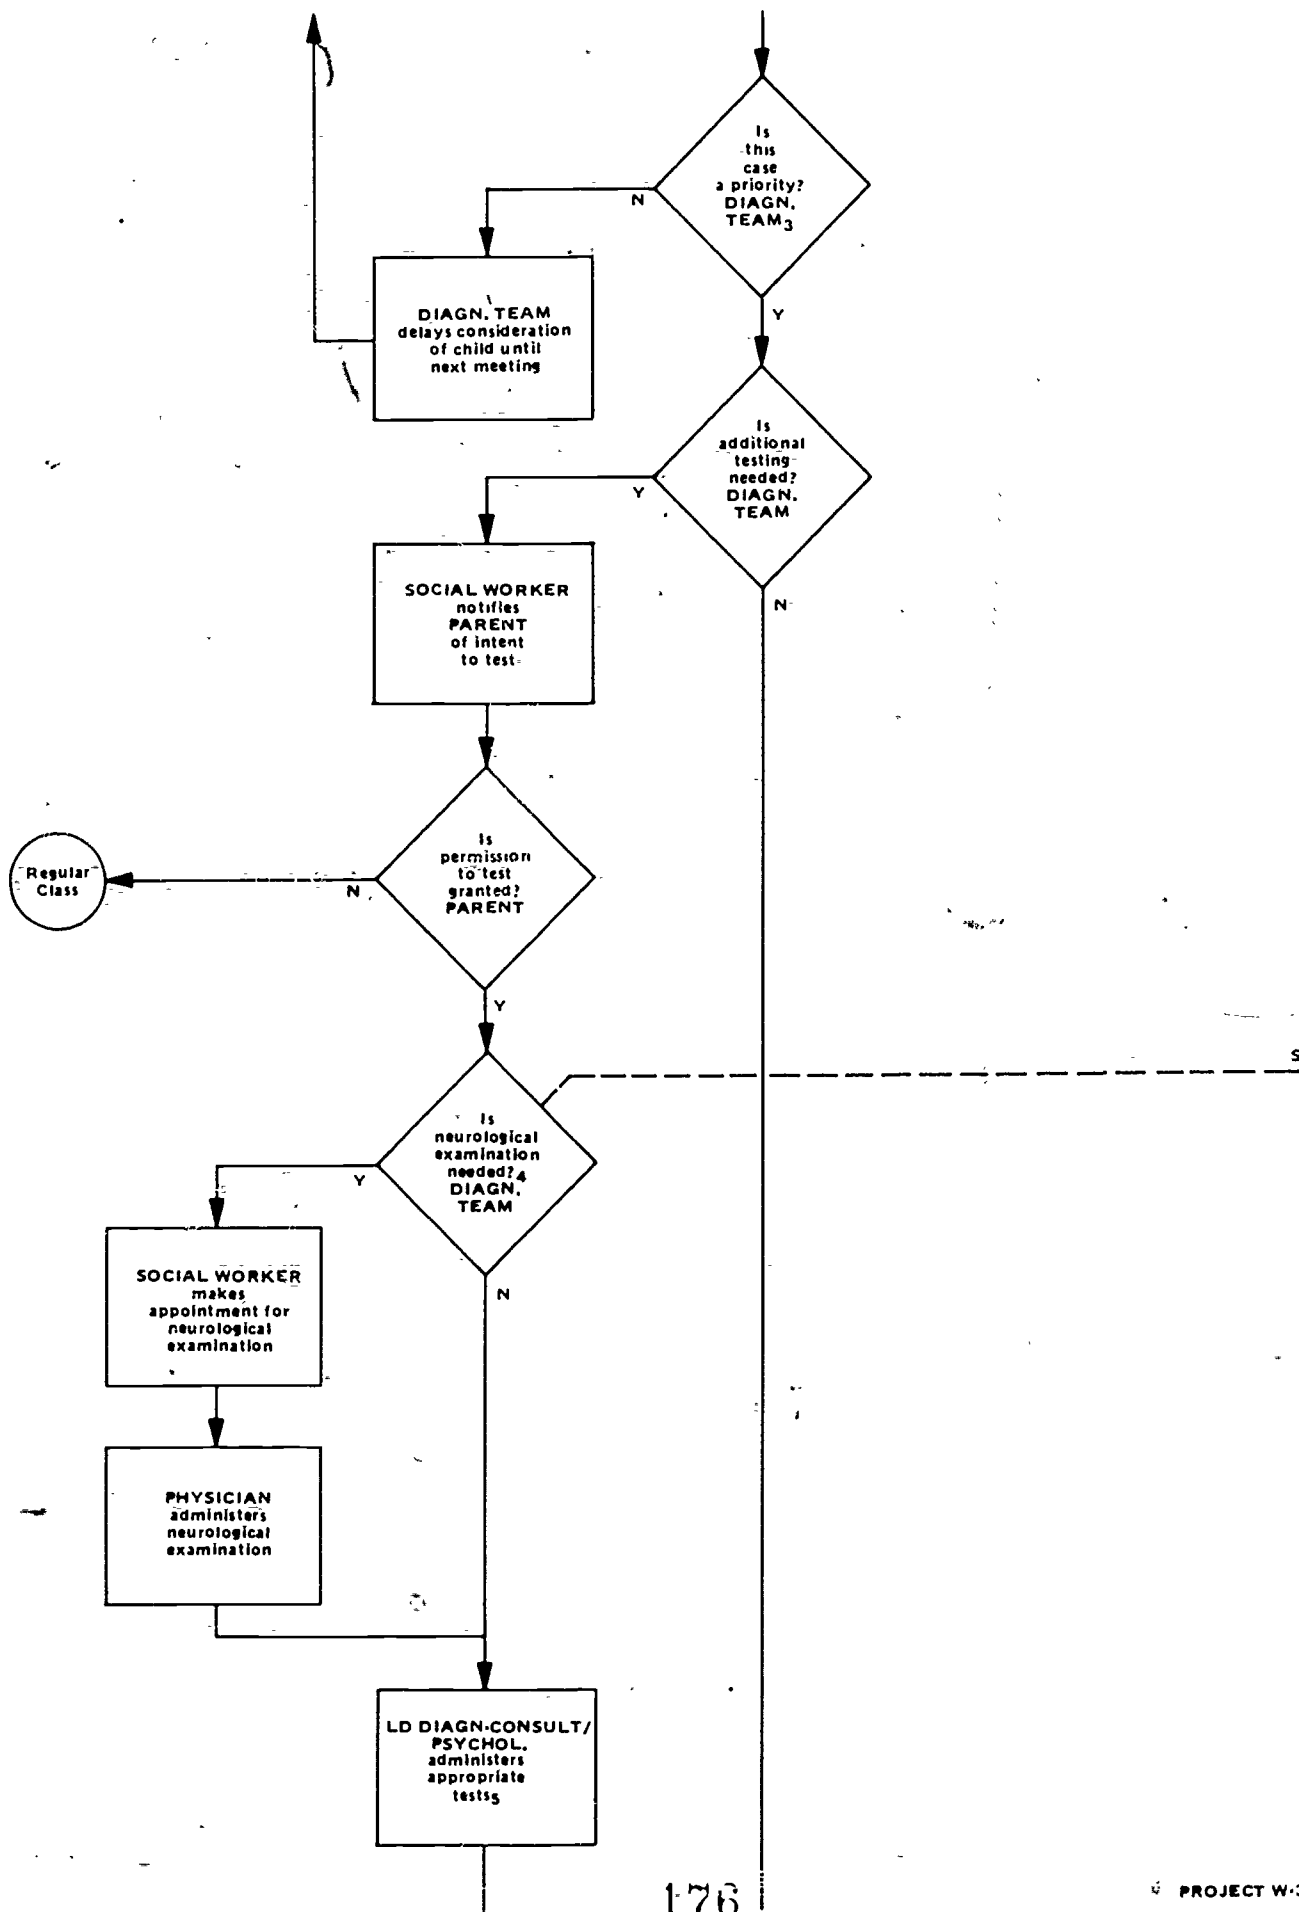 Is
this
case
a priority?
DIAGN.
TEAM3
N
Y
DIAGN. TEAM
delays consideration
of child until
next meeting
Is
additional
testing
needed?
DIAGN.
TEAM
Y
N
SOCIAL WORKER
notifies
PARENT
of intent
to test
Is
permission
to test
granted?
PARENT
N
Y
Regular
Class
S
Is
neurological
examination
needed?4
DIAGN.
TEAM
Y
N
SOCIAL WORKER
makes
appointment for
neurological
examination
PHYSICIAN
administers
neurological
examination
LD DIAGN-CONSULT/
PSYCHOL.
administers
appropriate
tests5
176
PROJECT W-3